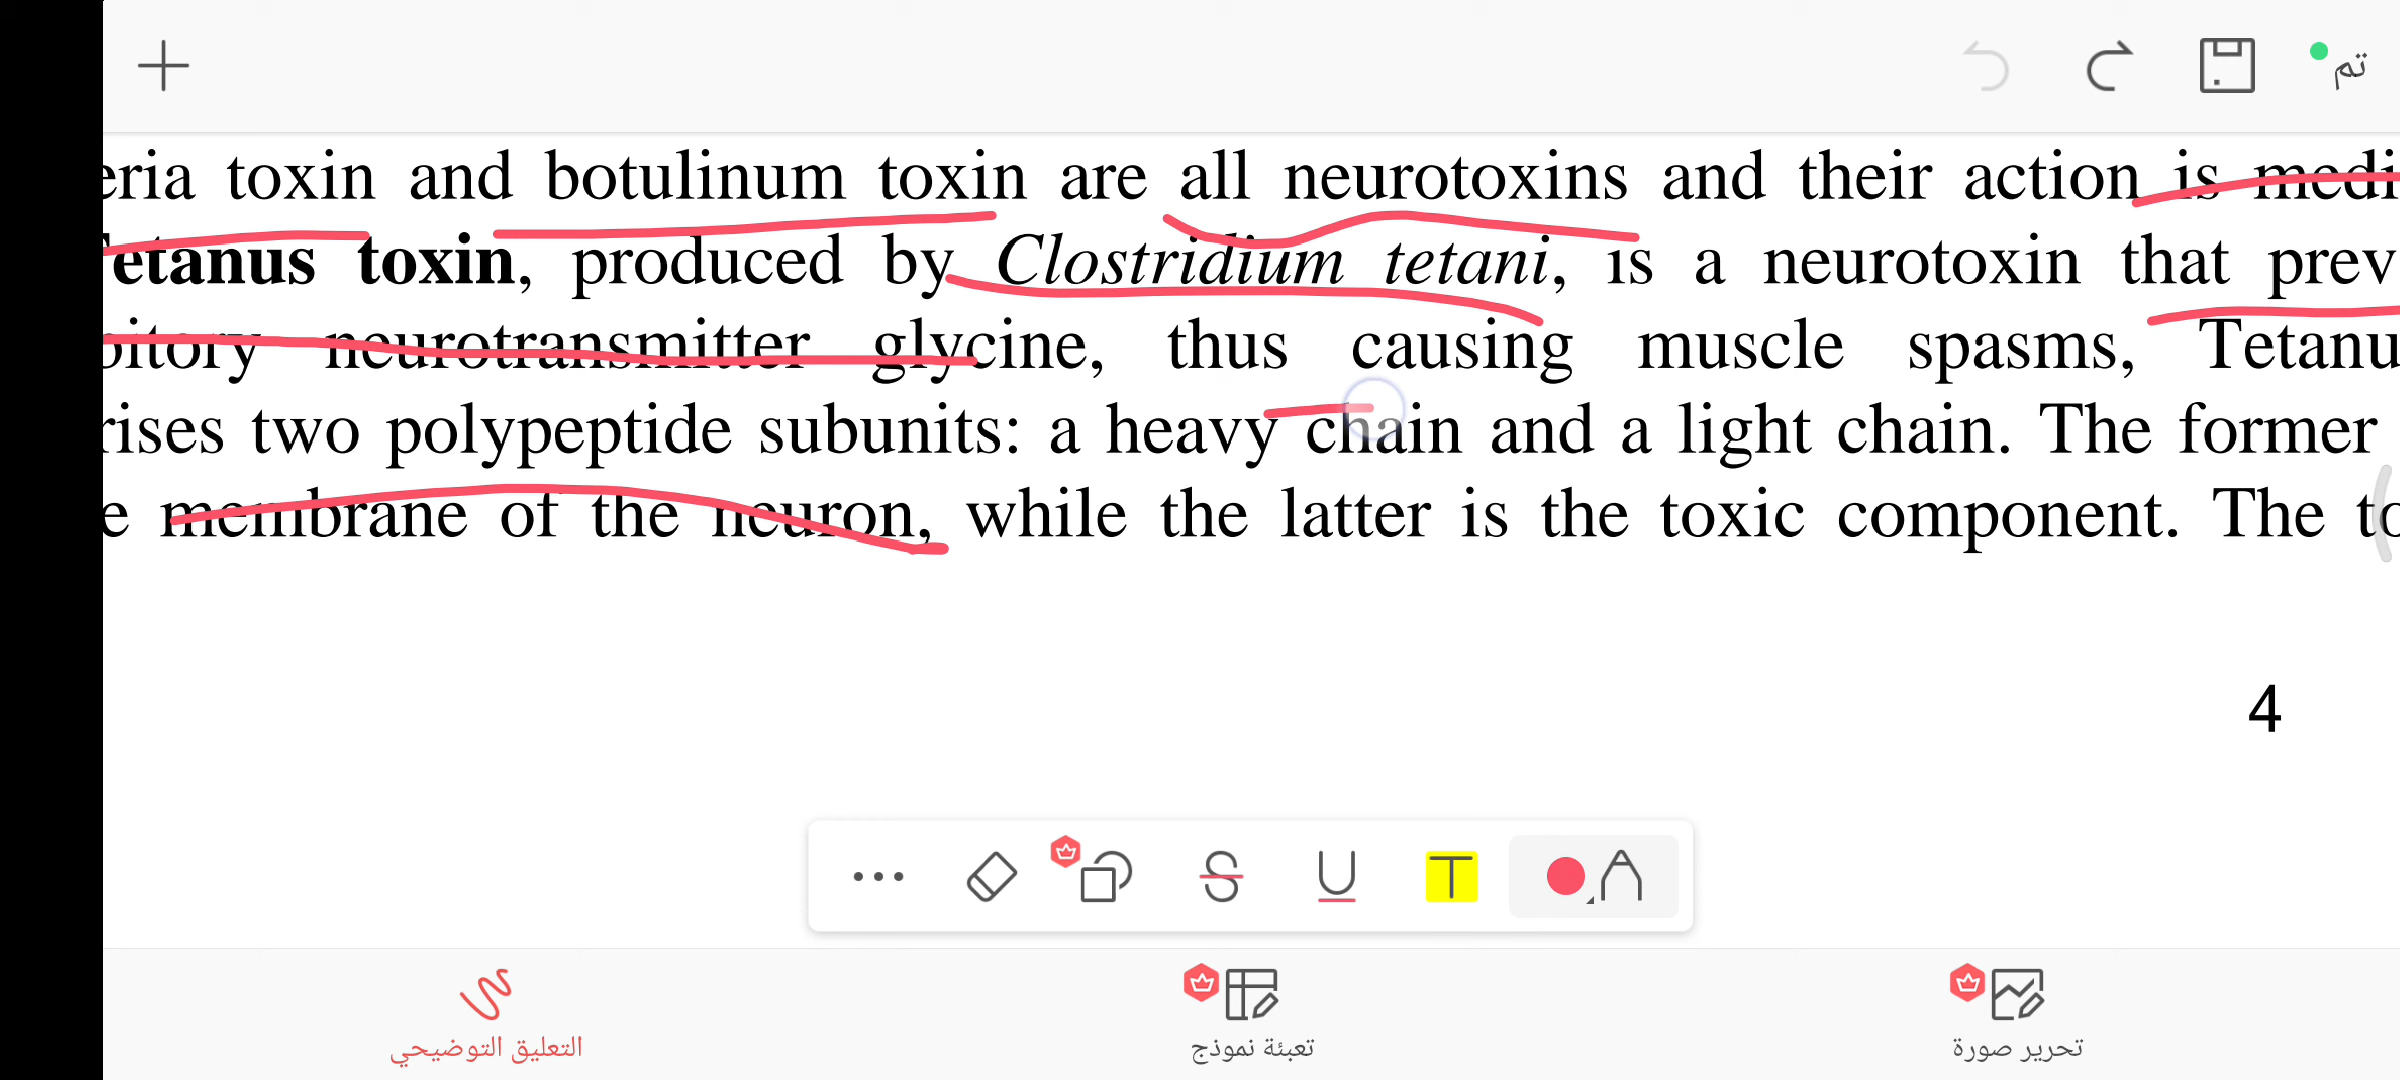 تم
eria toxin and botulinum toxin are all neurotoxins and their action is medi
etanus toxin, produced by Clostridium tetani, is a neurotoxin that prev
bitory neurotransmitter glycine, thus causing muscle spasms, Tetanu
rises two polypeptide subunits: a heavy chain and a light chain. The former
e membrane of the neuron, while the latter is the toxic component. The to
4
التعليق التوضيحي
تعبئة نموذج
تحرير صورة